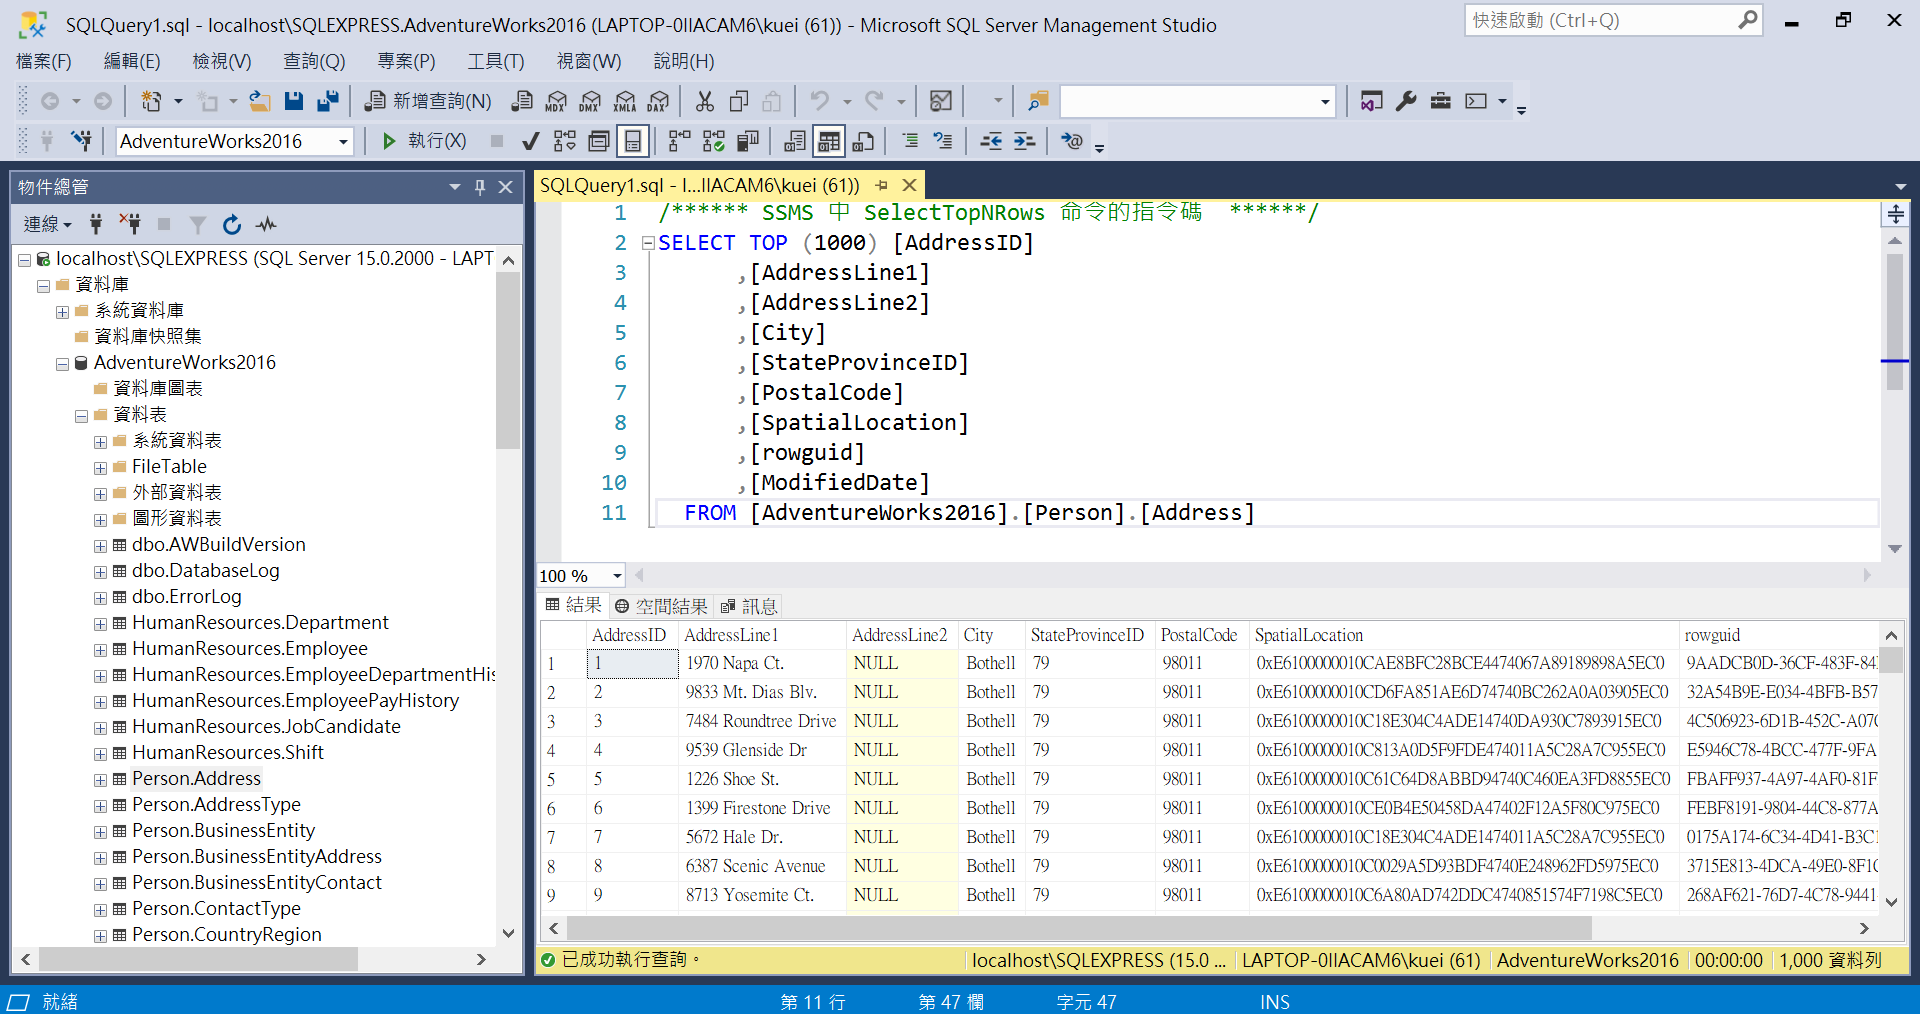 SQLQuery1.sql - localhost\SQLEXPRESS.AdventureWorks2016 (LAPTOP-0IIACAM6\kuei (61)) - Microsoft SQL Server Management Studio
快速啟動 (Ctrl+Q)
檔案(F) 編輯(E) 檢視(V) 查詢(Q) 專案(P) 工具(T) 視窗(W) 說明(H)
新增查詢(N) MDX DMX XMLA DAX
AdventureWorks2016 執行(X)
物件總管
連線
localhost\SQLEXPRESS (SQL Server 15.0.2000 - LAPT
資料庫
系統資料庫
資料庫快照集
AdventureWorks2016
資料庫圖表
資料表
系統資料表
FileTable
外部資料表
圖形資料表
dbo.AWBuildVersion
dbo.DatabaseLog
dbo.ErrorLog
HumanResources.Department
HumanResources.Employee
HumanResources.EmployeeDepartmentHis
HumanResources.EmployeePayHistory
HumanResources.JobCandidate
HumanResources.Shift
Person.Address
Person.AddressType
Person.BusinessEntity
Person.BusinessEntityAddress
Person.BusinessEntityContact
Person.ContactType
Person.CountryRegion
SQLQuery1.sql - l...IIACAM6\kuei (61))
1 /****** SSMS 中 SelectTopNRows 命令的指令碼 ******/
2 SELECT TOP (1000) [AddressID]
3 ,[AddressLine1]
4 ,[AddressLine2]
5 ,[City]
6 ,[StateProvinceID]
7 ,[PostalCode]
8 ,[SpatialLocation]
9 ,[rowguid]
10 ,[ModifiedDate]
11 FROM [AdventureWorks2016].[Person].[Address]
100 %
結果 空間結果 訊息
AddressID AddressLine1 AddressLine2 City StateProvinceID PostalCode SpatialLocation rowguid
1 1 1970 Napa Ct. NULL Bothell 79 98011 0xE6100000010CAE8BFC28BCE4474067A89189898A5EC0 9AADCB0D-36CF-483F-84
2 2 9833 Mt. Dias Blv. NULL Bothell 79 98011 0xE6100000010CD6FA851AE6D74740BC262A0A03905EC0 32A54B9E-E034-4BFB-B57
3 3 7484 Roundtree Drive NULL Bothell 79 98011 0xE6100000010C18E304C4ADE14740DA930C7893915EC0 4C506923-6D1B-452C-A07
4 4 9539 Glenside Dr NULL Bothell 79 98011 0xE6100000010C813A0D5F9FDE474011A5C28A7C955EC0 E5946C78-4BCC-477F-9FA
5 5 1226 Shoe St. NULL Bothell 79 98011 0xE6100000010C61C64D8ABBD94740C460EA3FD8855EC0 FBAFF937-4A97-4AF0-81F
6 6 1399 Firestone Drive NULL Bothell 79 98011 0xE6100000010CE0B4E50458DA47402F12A5F80C975EC0 FEBF8191-9804-44C8-877A
7 7 5672 Hale Dr. NULL Bothell 79 98011 0xE6100000010C18E304C4ADE1474011A5C28A7C955EC0 0175A174-6C34-4D41-B3C1
8 8 6387 Scenic Avenue NULL Bothell 79 98011 0xE6100000010C0029A5D93BDF4740E248962FD5975EC0 3715E813-4DCA-49E0-8F1C
9 9 8713 Yosemite Ct. NULL Bothell 79 98011 0xE6100000010C6A80AD742DDC4740851574F7198C5EC0 268AF621-76D7-4C78-9441
已成功執行查詢。 localhost\SQLEXPRESS (15.0 ... LAPTOP-0IIACAM6\kuei (61) AdventureWorks2016 00:00:00 1,000 資料列
就緒 第 11 行 第 47 欄 字元 47 INS